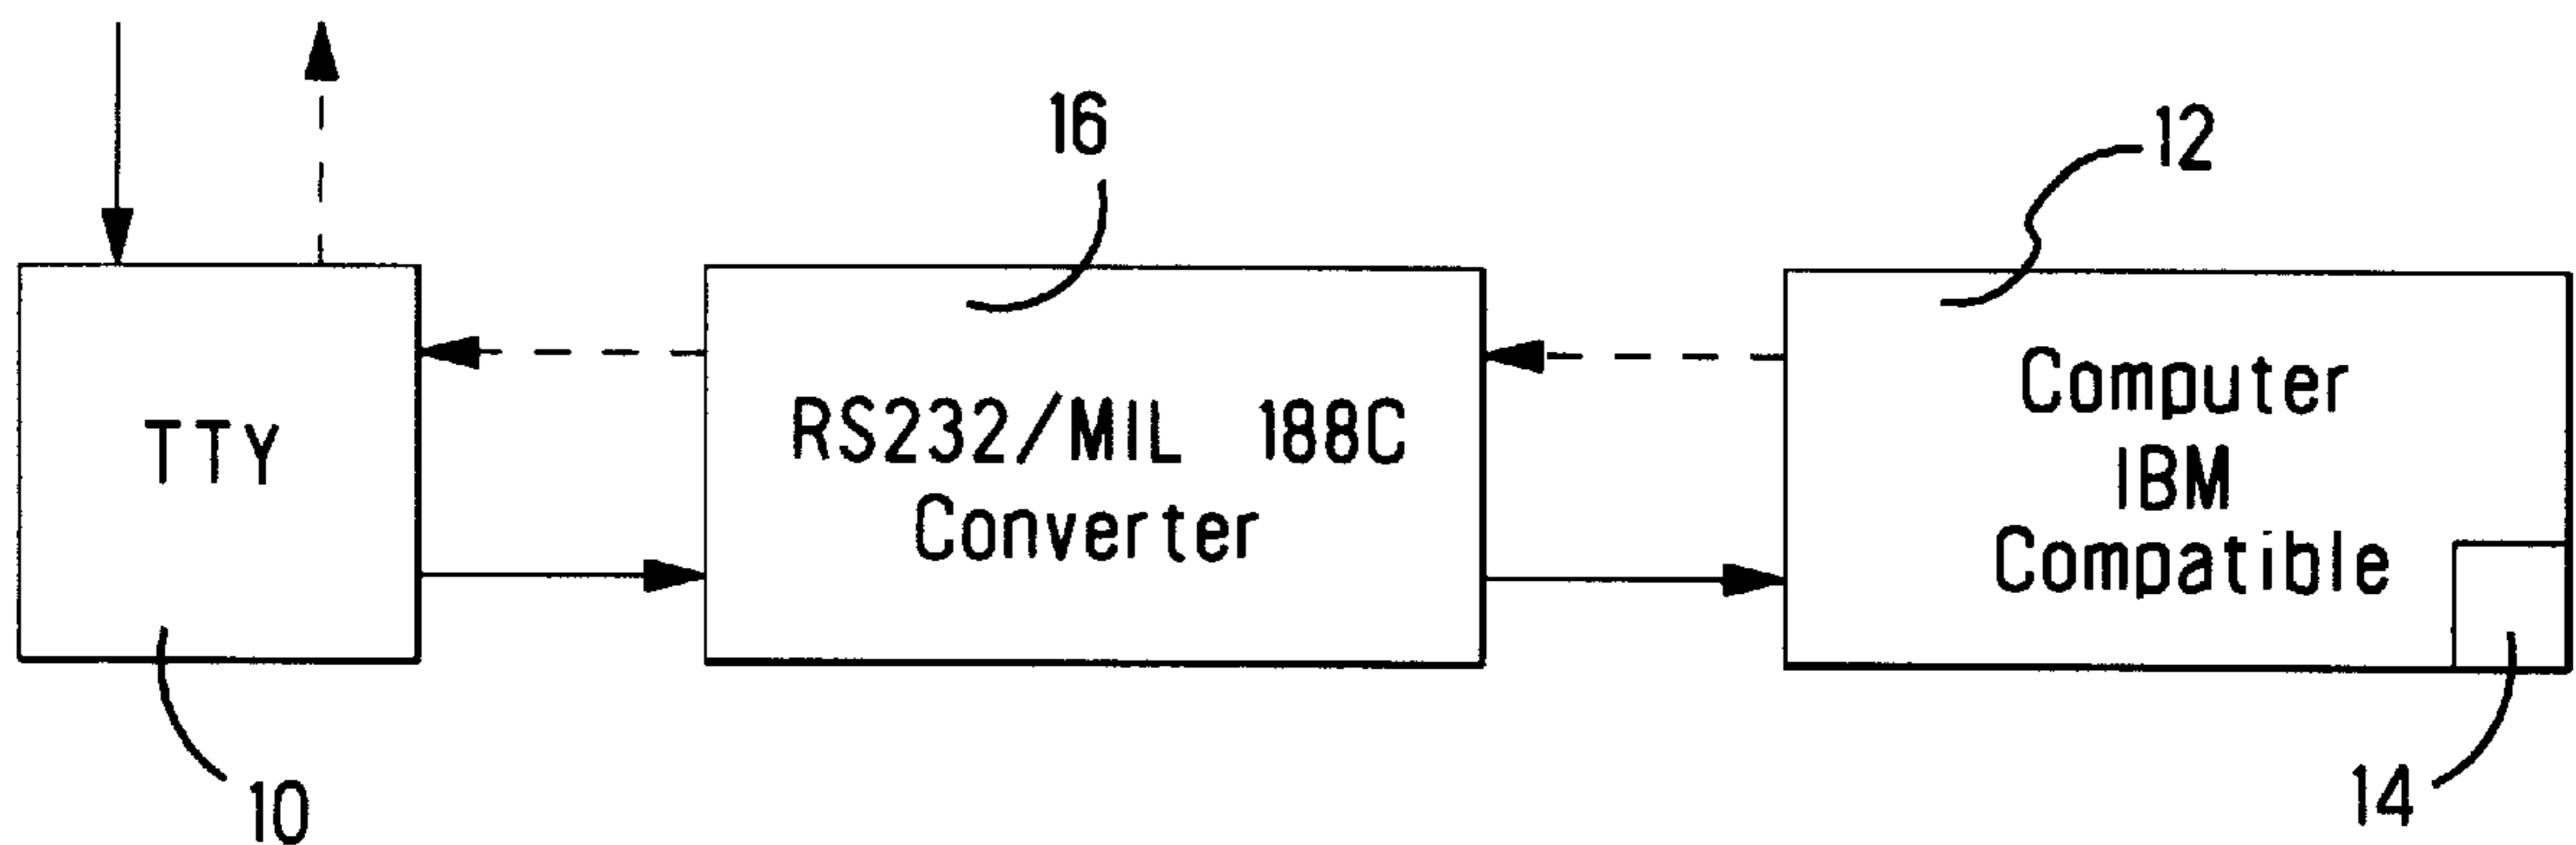 16
12
TTY
RS232/MIL 188C
Converter
Computer
IBM
Compatible
10
14